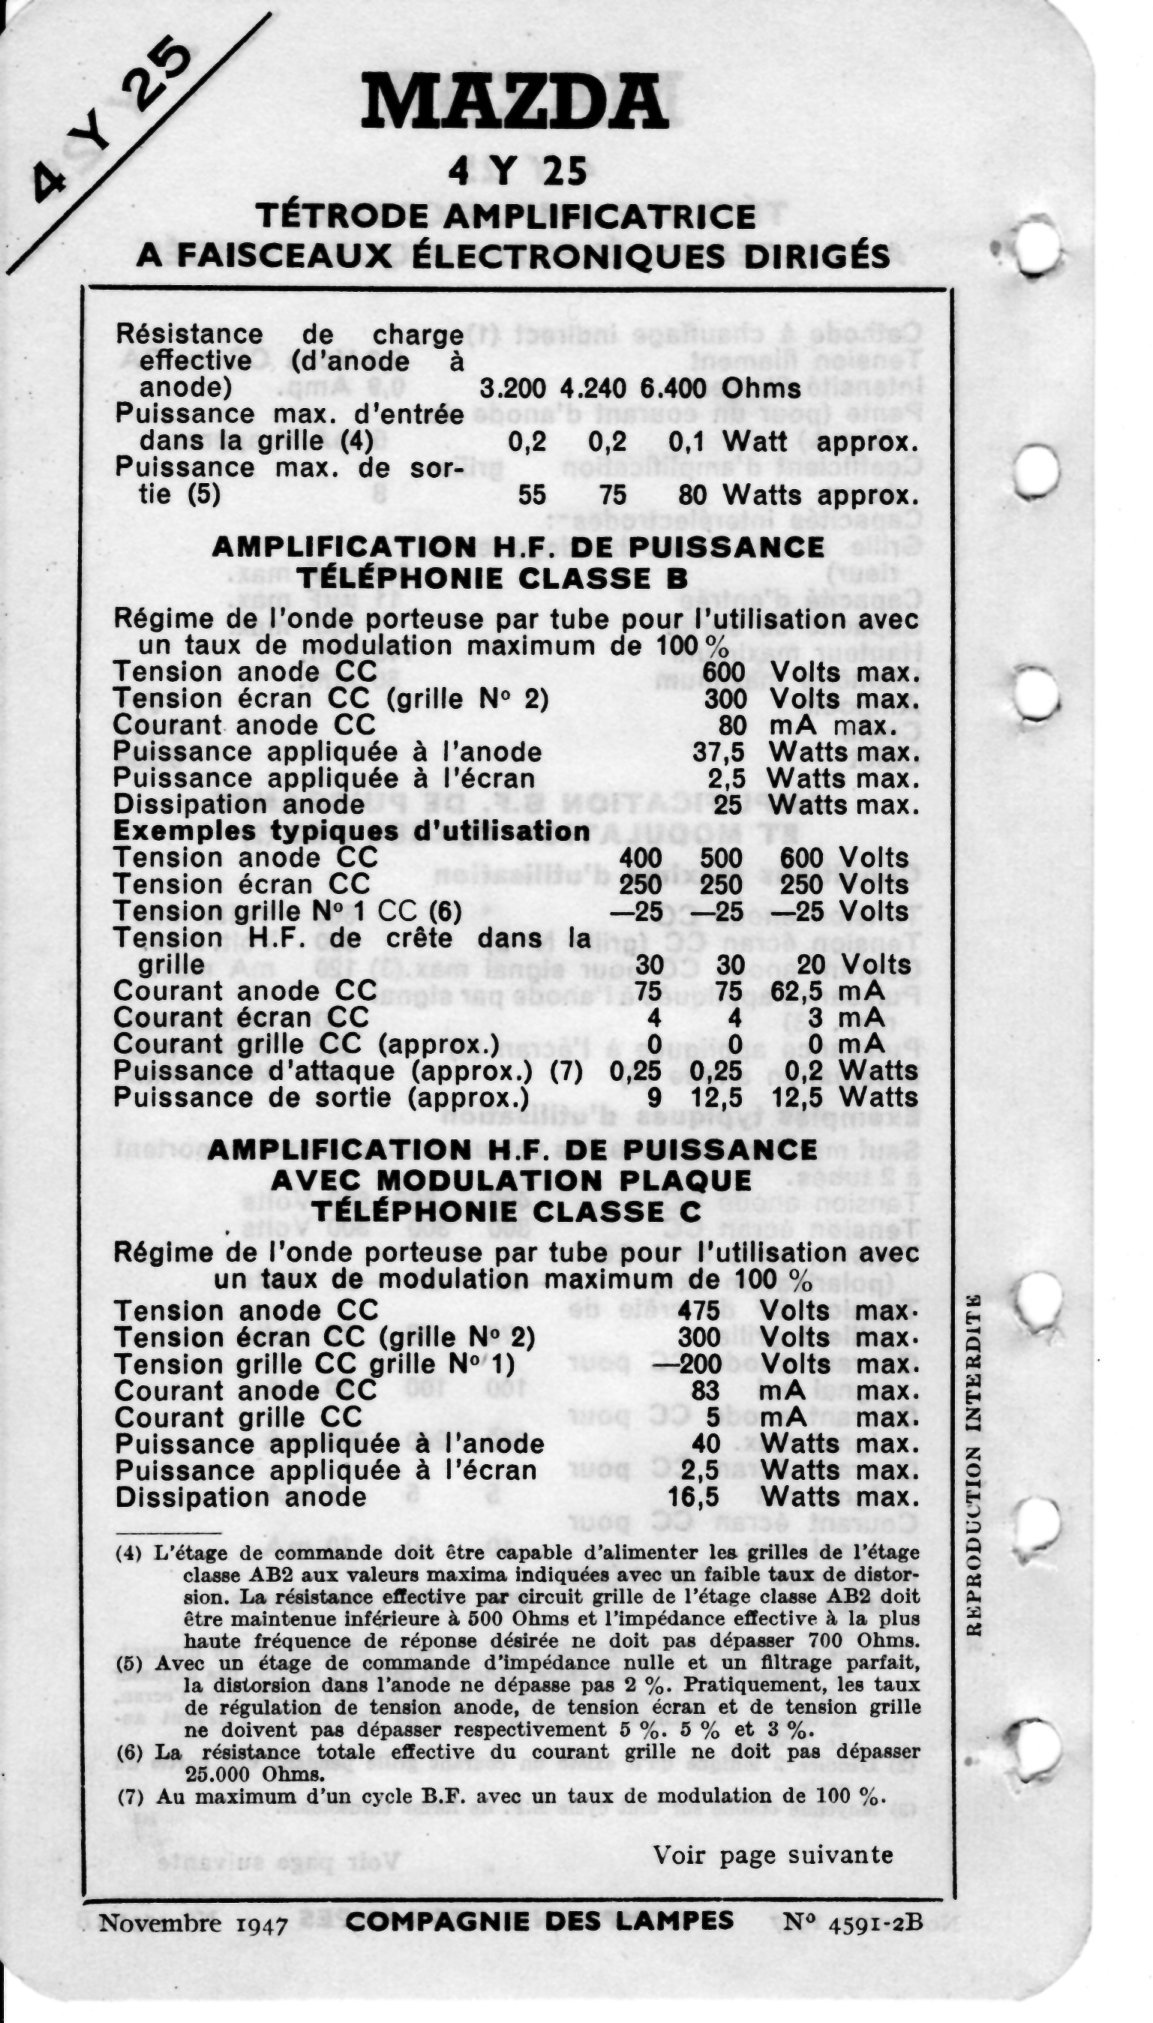 4 Y 25
MAZDA
4 Y 25
TÉTRODE AMPLIFICATRICE
A FAISCEAUX ÉLECTRONIQUES DIRIGÉS
Résistance de charge
effective (d'anode à
anode) 3.200 4.240 6.400 Ohms
Puissance max. d'entrée
dans la grille (4) 0,2 0,2 0,1 Watt approx.
Puissance max. de sor-
tie (5) 55 75 80 Watts approx.
AMPLIFICATION H.F. DE PUISSANCE
TÉLÉPHONIE CLASSE B
Régime de l'onde porteuse par tube pour l'utilisation avec
un taux de modulation maximum de 100 %
Tension anode CC 600 Volts max.
Tension écran CC (grille Nº 2) 300 Volts max.
Courant anode CC 80 mA max.
Puissance appliquée à l'anode 37,5 Watts max.
Puissance appliquée à l'écran 2,5 Watts max.
Dissipation anode 25 Watts max.
Exemples typiques d'utilisation
Tension anode CC 400 500 600 Volts
Tension écran CC 250 250 250 Volts
Tension grille Nº 1 CC (6) —25 —25 —25 Volts
Tension H.F. de crête dans la
grille 30 30 20 Volts
Courant anode CC 75 75 62,5 mA
Courant écran CC 4 4 3 mA
Courant grille CC (approx.) 0 0 0 mA
Puissance d'attaque (approx.) (7) 0,25 0,25 0,2 Watts
Puissance de sortie (approx.) 9 12,5 12,5 Watts
AMPLIFICATION H.F. DE PUISSANCE
AVEC MODULATION PLAQUE
TÉLÉPHONIE CLASSE C
Régime de l'onde porteuse par tube pour l'utilisation avec
un taux de modulation maximum de 100 %
Tension anode CC 475 Volts max.
Tension écran CC (grille Nº 2) 300 Volts max.
Tension grille CC grille Nº 1) —200 Volts max.
Courant anode CC 83 mA max.
Courant grille CC 5 mA max.
Puissance appliquée à l'anode 40 Watts max.
Puissance appliquée à l'écran 2,5 Watts max.
Dissipation anode 16,5 Watts max.
(4) L'étage de commande doit être capable d'alimenter les grilles de l'étage
classe AB2 aux valeurs maxima indiquées avec un faible taux de distor-
sion. La résistance effective par circuit grille de l'étage classe AB2 doit
être maintenue inférieure à 500 Ohms et l'impédance effective à la plus
haute fréquence de réponse désirée ne doit pas dépasser 700 Ohms.
(5) Avec un étage de commande d'impédance nulle et un filtrage parfait,
la distorsion dans l'anode ne dépasse pas 2 %. Pratiquement, les taux
de régulation de tension anode, de tension écran et de tension grille
ne doivent pas dépasser respectivement 5 %. 5 % et 3 %.
(6) La résistance totale effective du courant grille ne doit pas dépasser
25.000 Ohms.
(7) Au maximum d'un cycle B.F. avec un taux de modulation de 100 %.
Voir page suivante
REPRODUCTION INTERDITE
Novembre 1947 COMPAGNIE DES LAMPES Nº 4591-2B